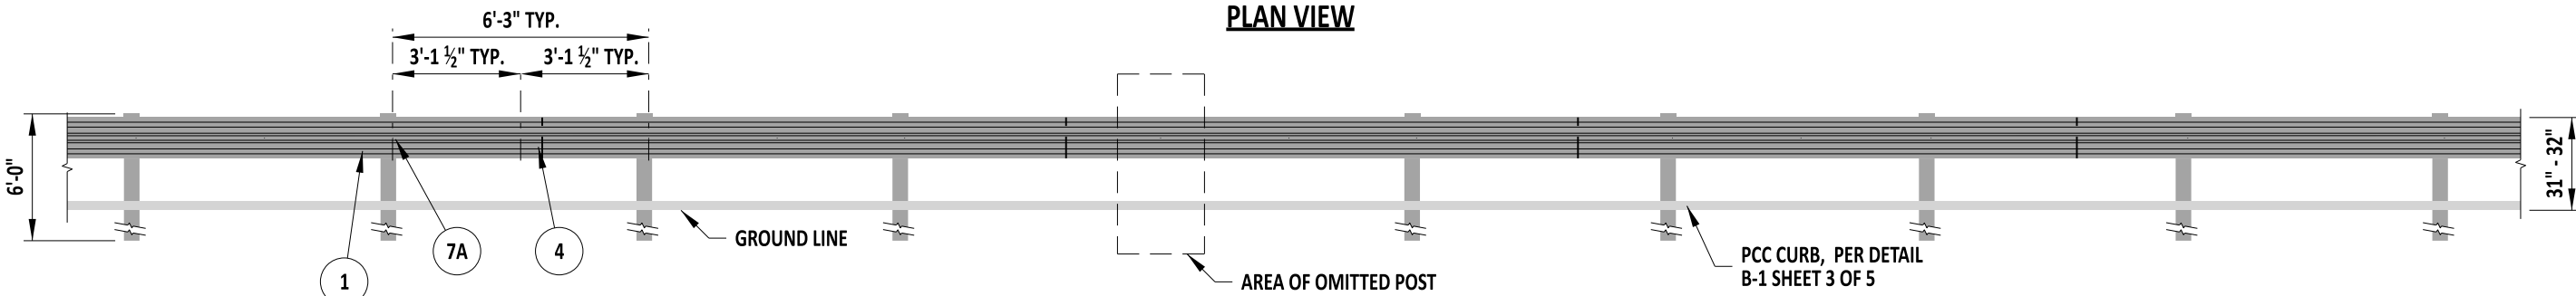 PLAN VIEW
6'-3" TYP.
3'-1 ½" TYP.
3'-1 ½" TYP.
6'-0"
31" - 32"
1
7A
4
GROUND LINE
AREA OF OMITTED POST
PCC CURB, PER DETAIL
B-1 SHEET 3 OF 5